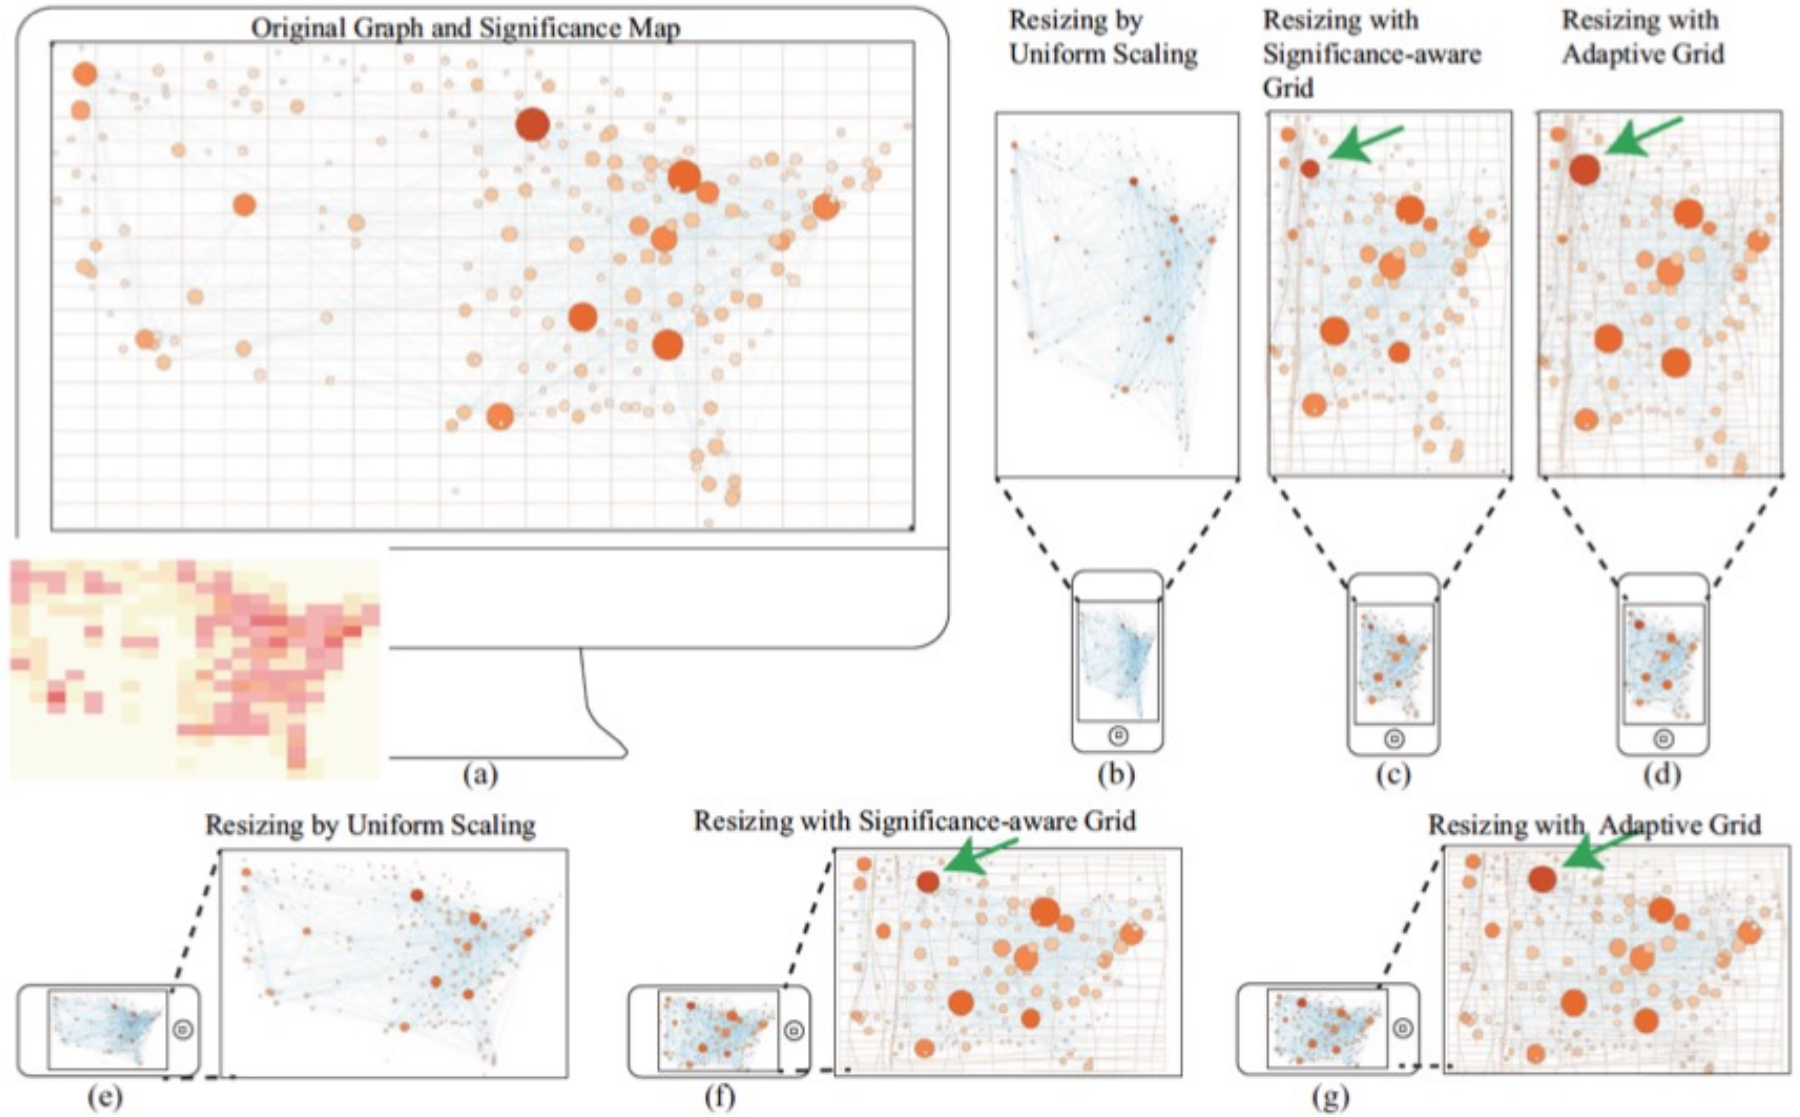 Original Graph and Significance Map
Resizing by
Uniform Scaling
Resizing with
Significance-aware
Grid
Resizing with
Adaptive Grid
(a)
(b)
(c)
(d)
Resizing by Uniform Scaling
Resizing with Significance-aware Grid
Resizing with Adaptive Grid
(e)
(f)
(g)